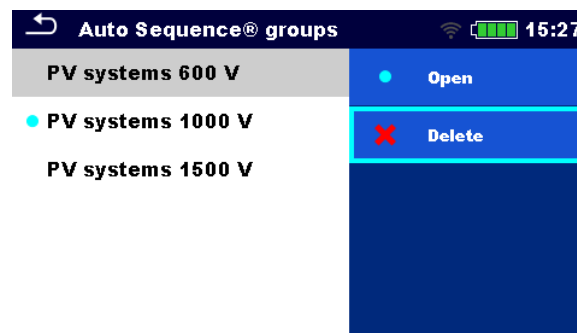 Auto Sequence® groups 15:27
PV systems 600 V
Open
PV systems 1000 V
Delete
PV systems 1500 V